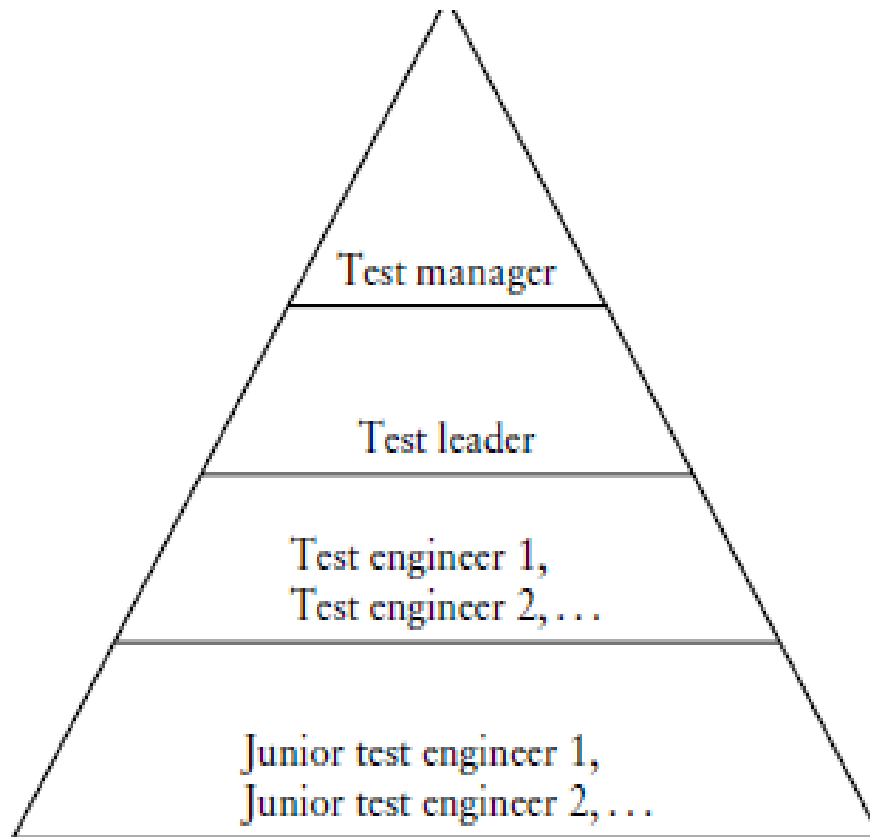 Test manager
Test leader
Test engineer 1,
Test engineer 2, . . .
Junior test engineer 1,
Junior test engineer 2, . . .